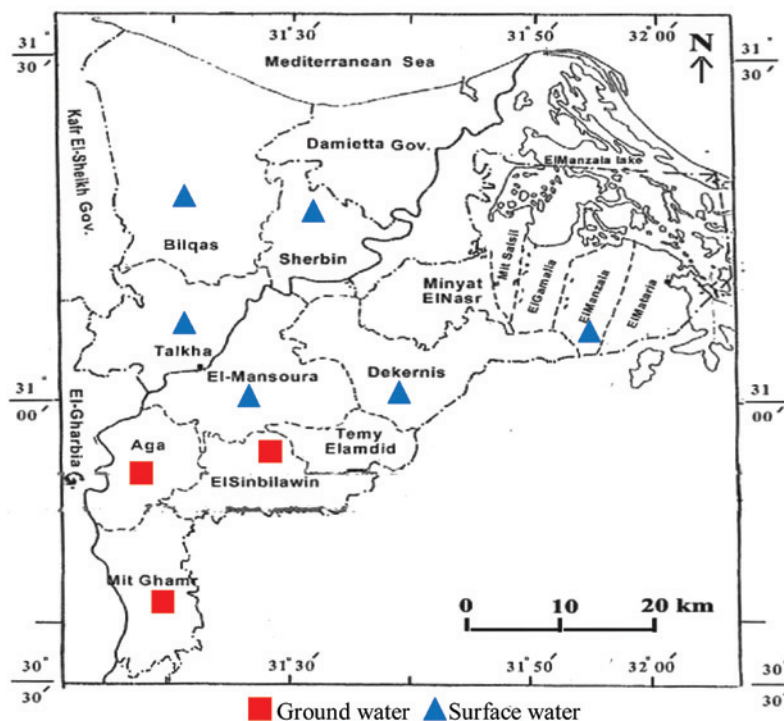 31° 30' 31° 50' 32° 00'
31° 30' 31° 30'
N
Mediterranean Sea
Kafr El-Sheikh Gov.
Damietta Gov.
ElManzala lake
Bilqas
Sherbin
Minyat
ElNasr
Mit Salsil
ElGamalia
ElManzala
ElMataria
Talkha
El-Mansoura
Dekernis
31° 00' 31° 00'
El-Gharbia G.
Aga
Temy
Elamdid
ElSinbilawin
Mit Ghamr
0 10 20 km
30° 30' 30° 30'
31° 30' 31° 50' 32° 00'
Ground water Surface water